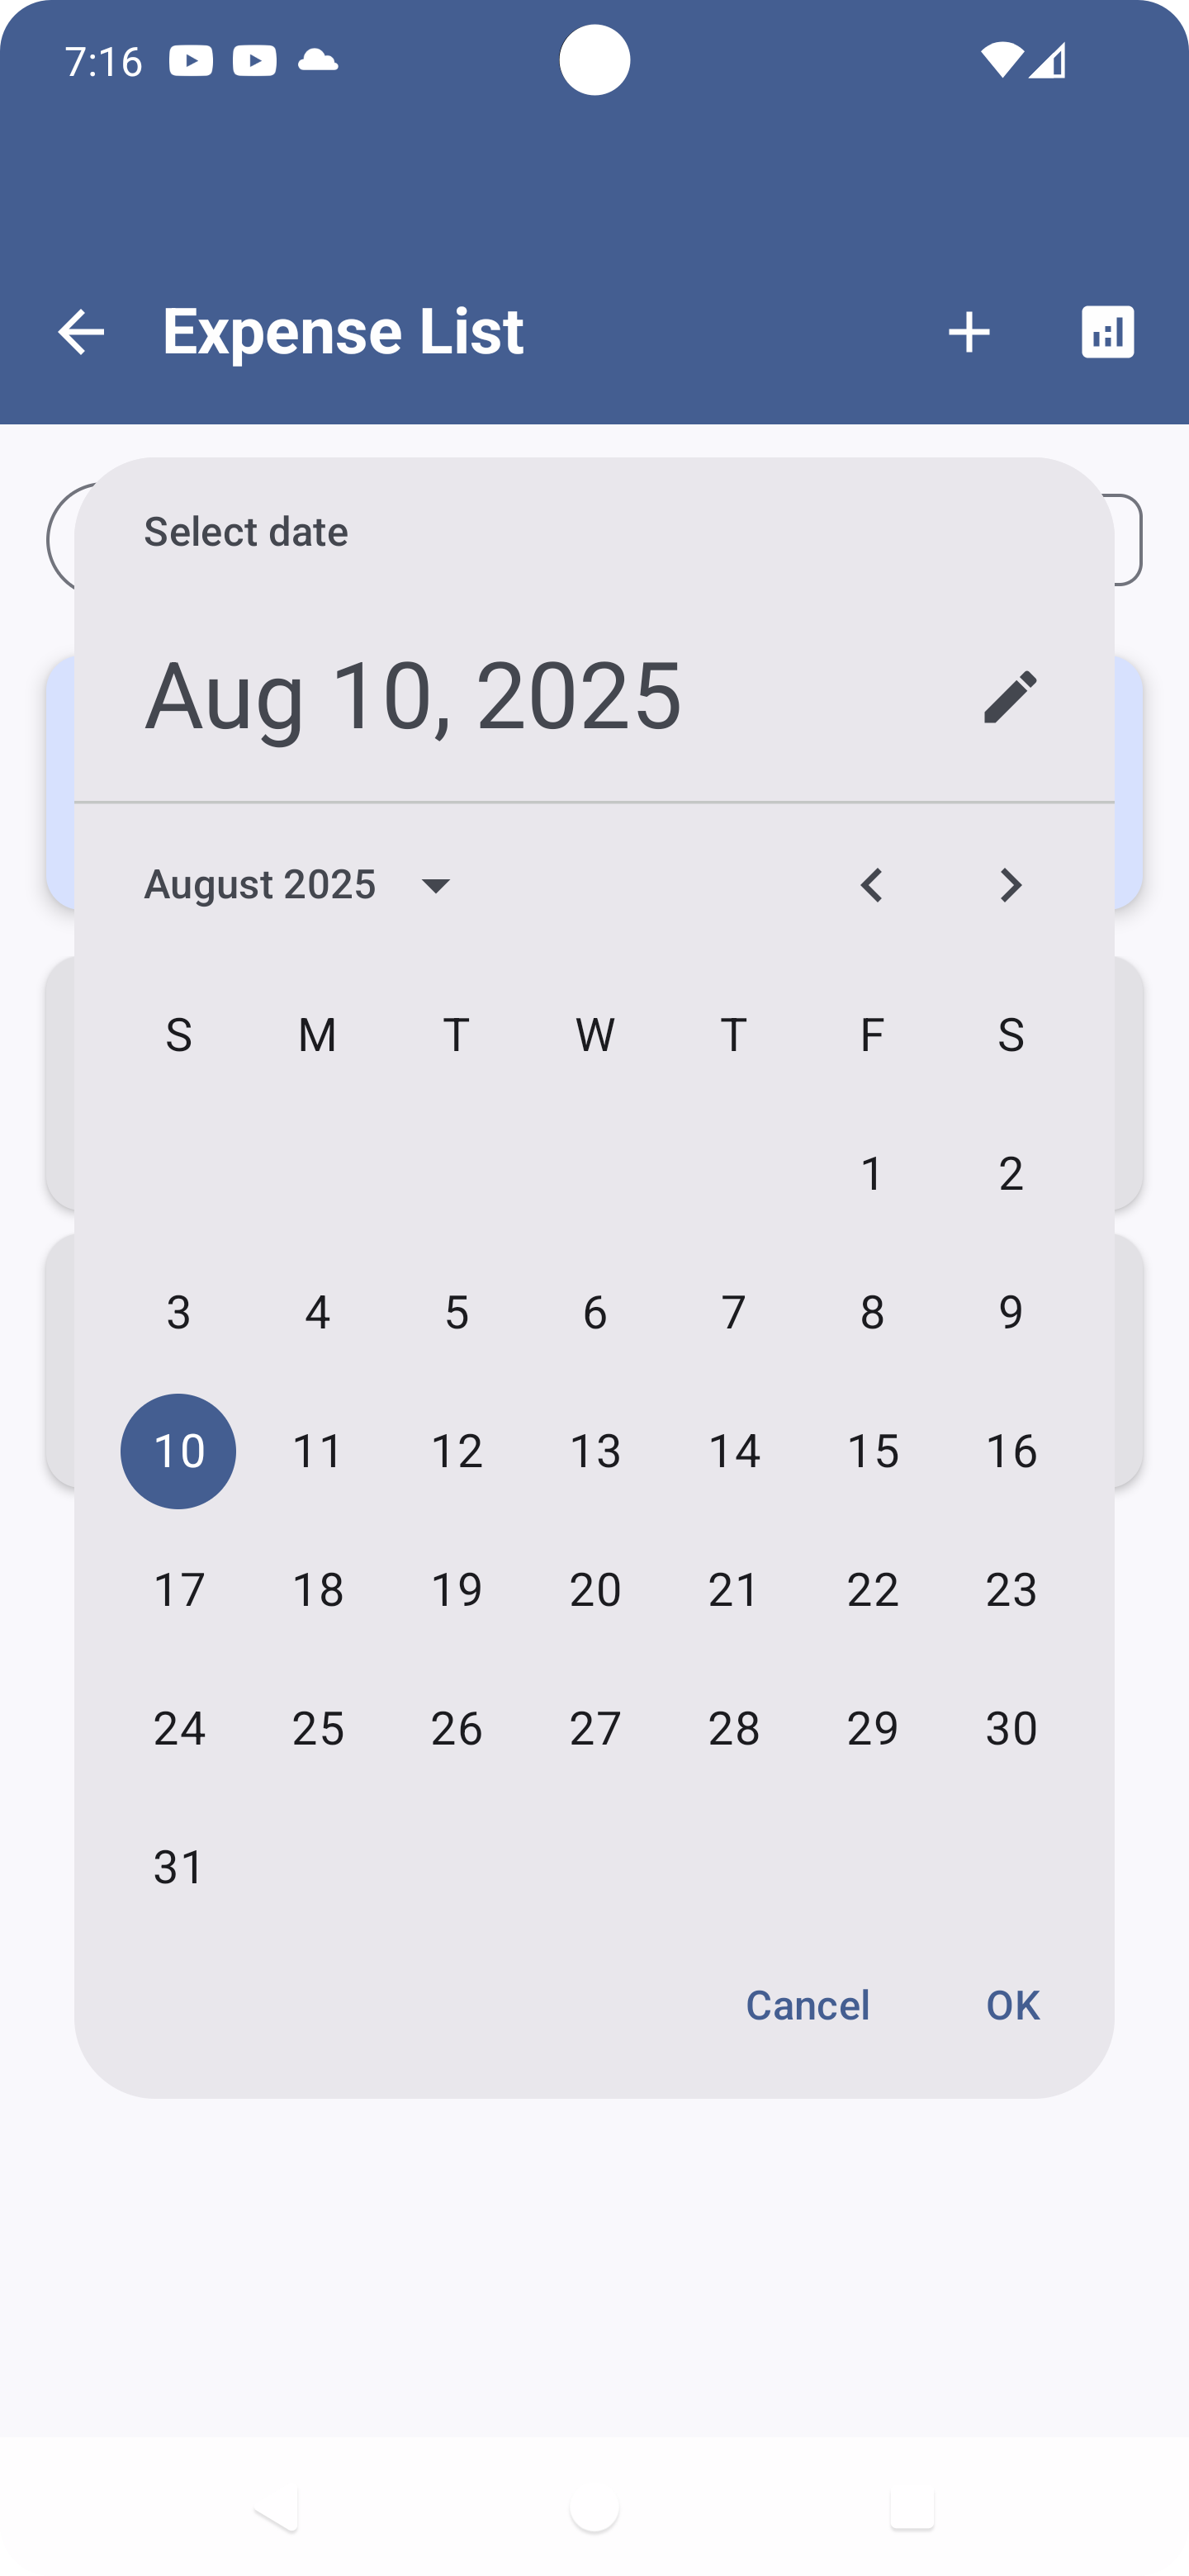 7:16
Expense List
Select date
Aug 10, 2025
August 2025
S M T W T F S
1 2
3 4 5 6 7 8 9
10 11 12 13 14 15 16
17 18 19 20 21 22 23
24 25 26 27 28 29 30
31
Cancel OK